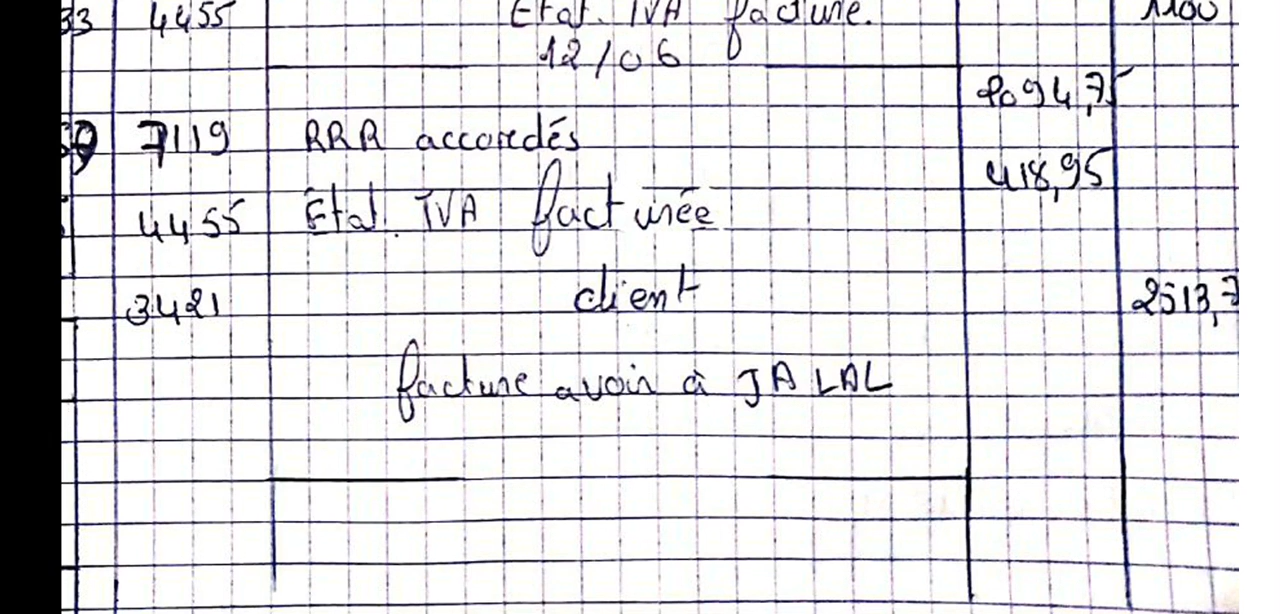 33 4455 Etat. TVA facture. 1100
12/06
2094,75
7119 RRR accordés
418,95
4455 Etat. TVA facturée
3421 client 2513,7
facture avoir à JALAL